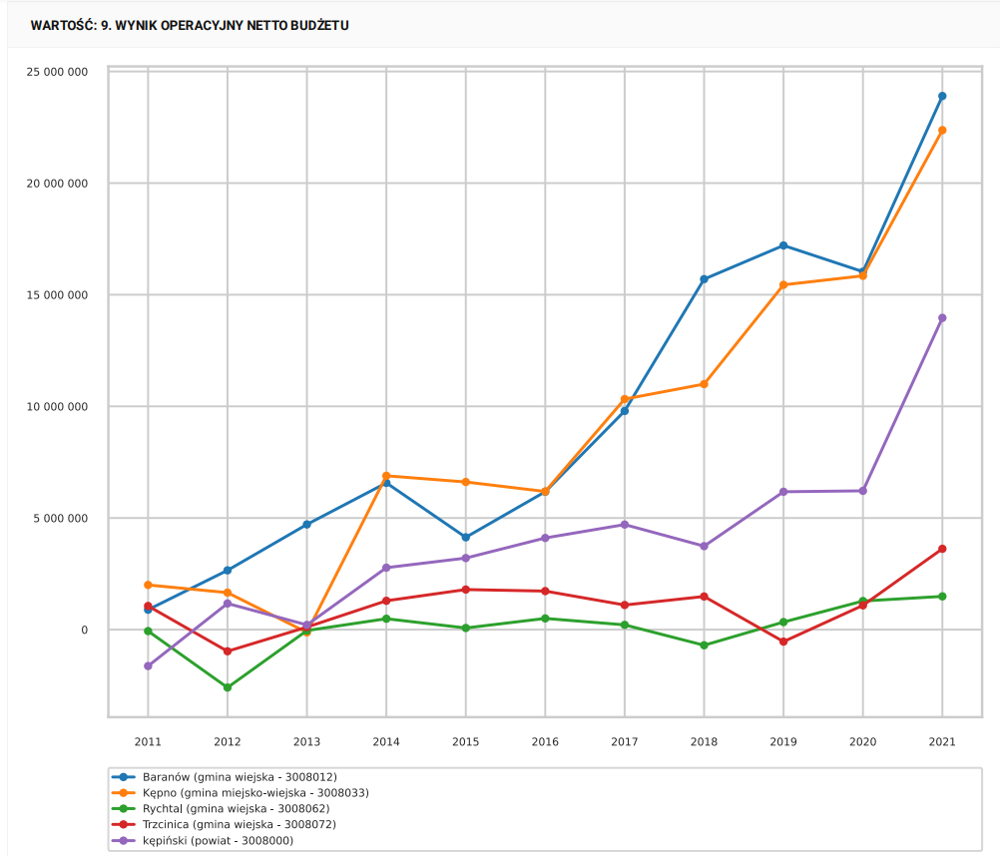 WARTOŚĆ: 9. WYNIK OPERACYJNY NETTO BUDŻETU
25 000 000
20 000 000
15 000 000
10 000 000
5 000 000
0
2011 2012 2013 2014 2015 2016 2017 2018 2019 2020 2021
Baranów (gmina wiejska - 3008012)
Kępno (gmina miejsko-wiejska - 3008033)
Rychtal (gmina wiejska - 3008062)
Trzcinica (gmina wiejska - 3008072)
kępiński (powiat - 3008000)